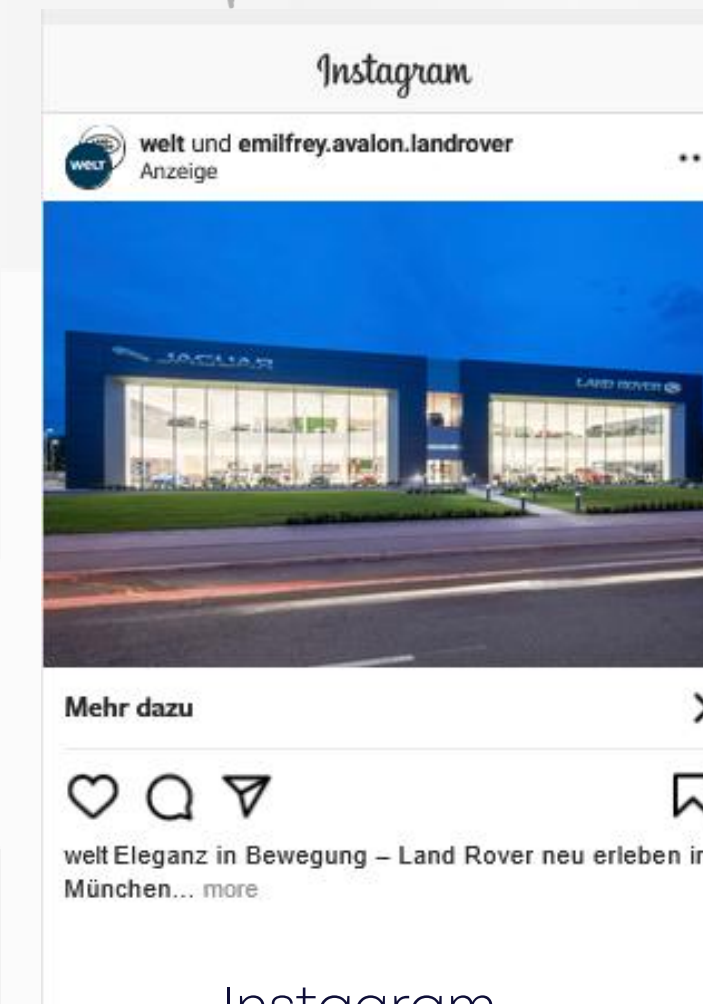 Instagram
welt und emilfrey.avalon.landrover
WELT
Anzeige
JAGUAR
LAND ROVER
Mehr dazu
welt Eleganz in Bewegung – Land Rover neu erleben in
München... more
Instagram